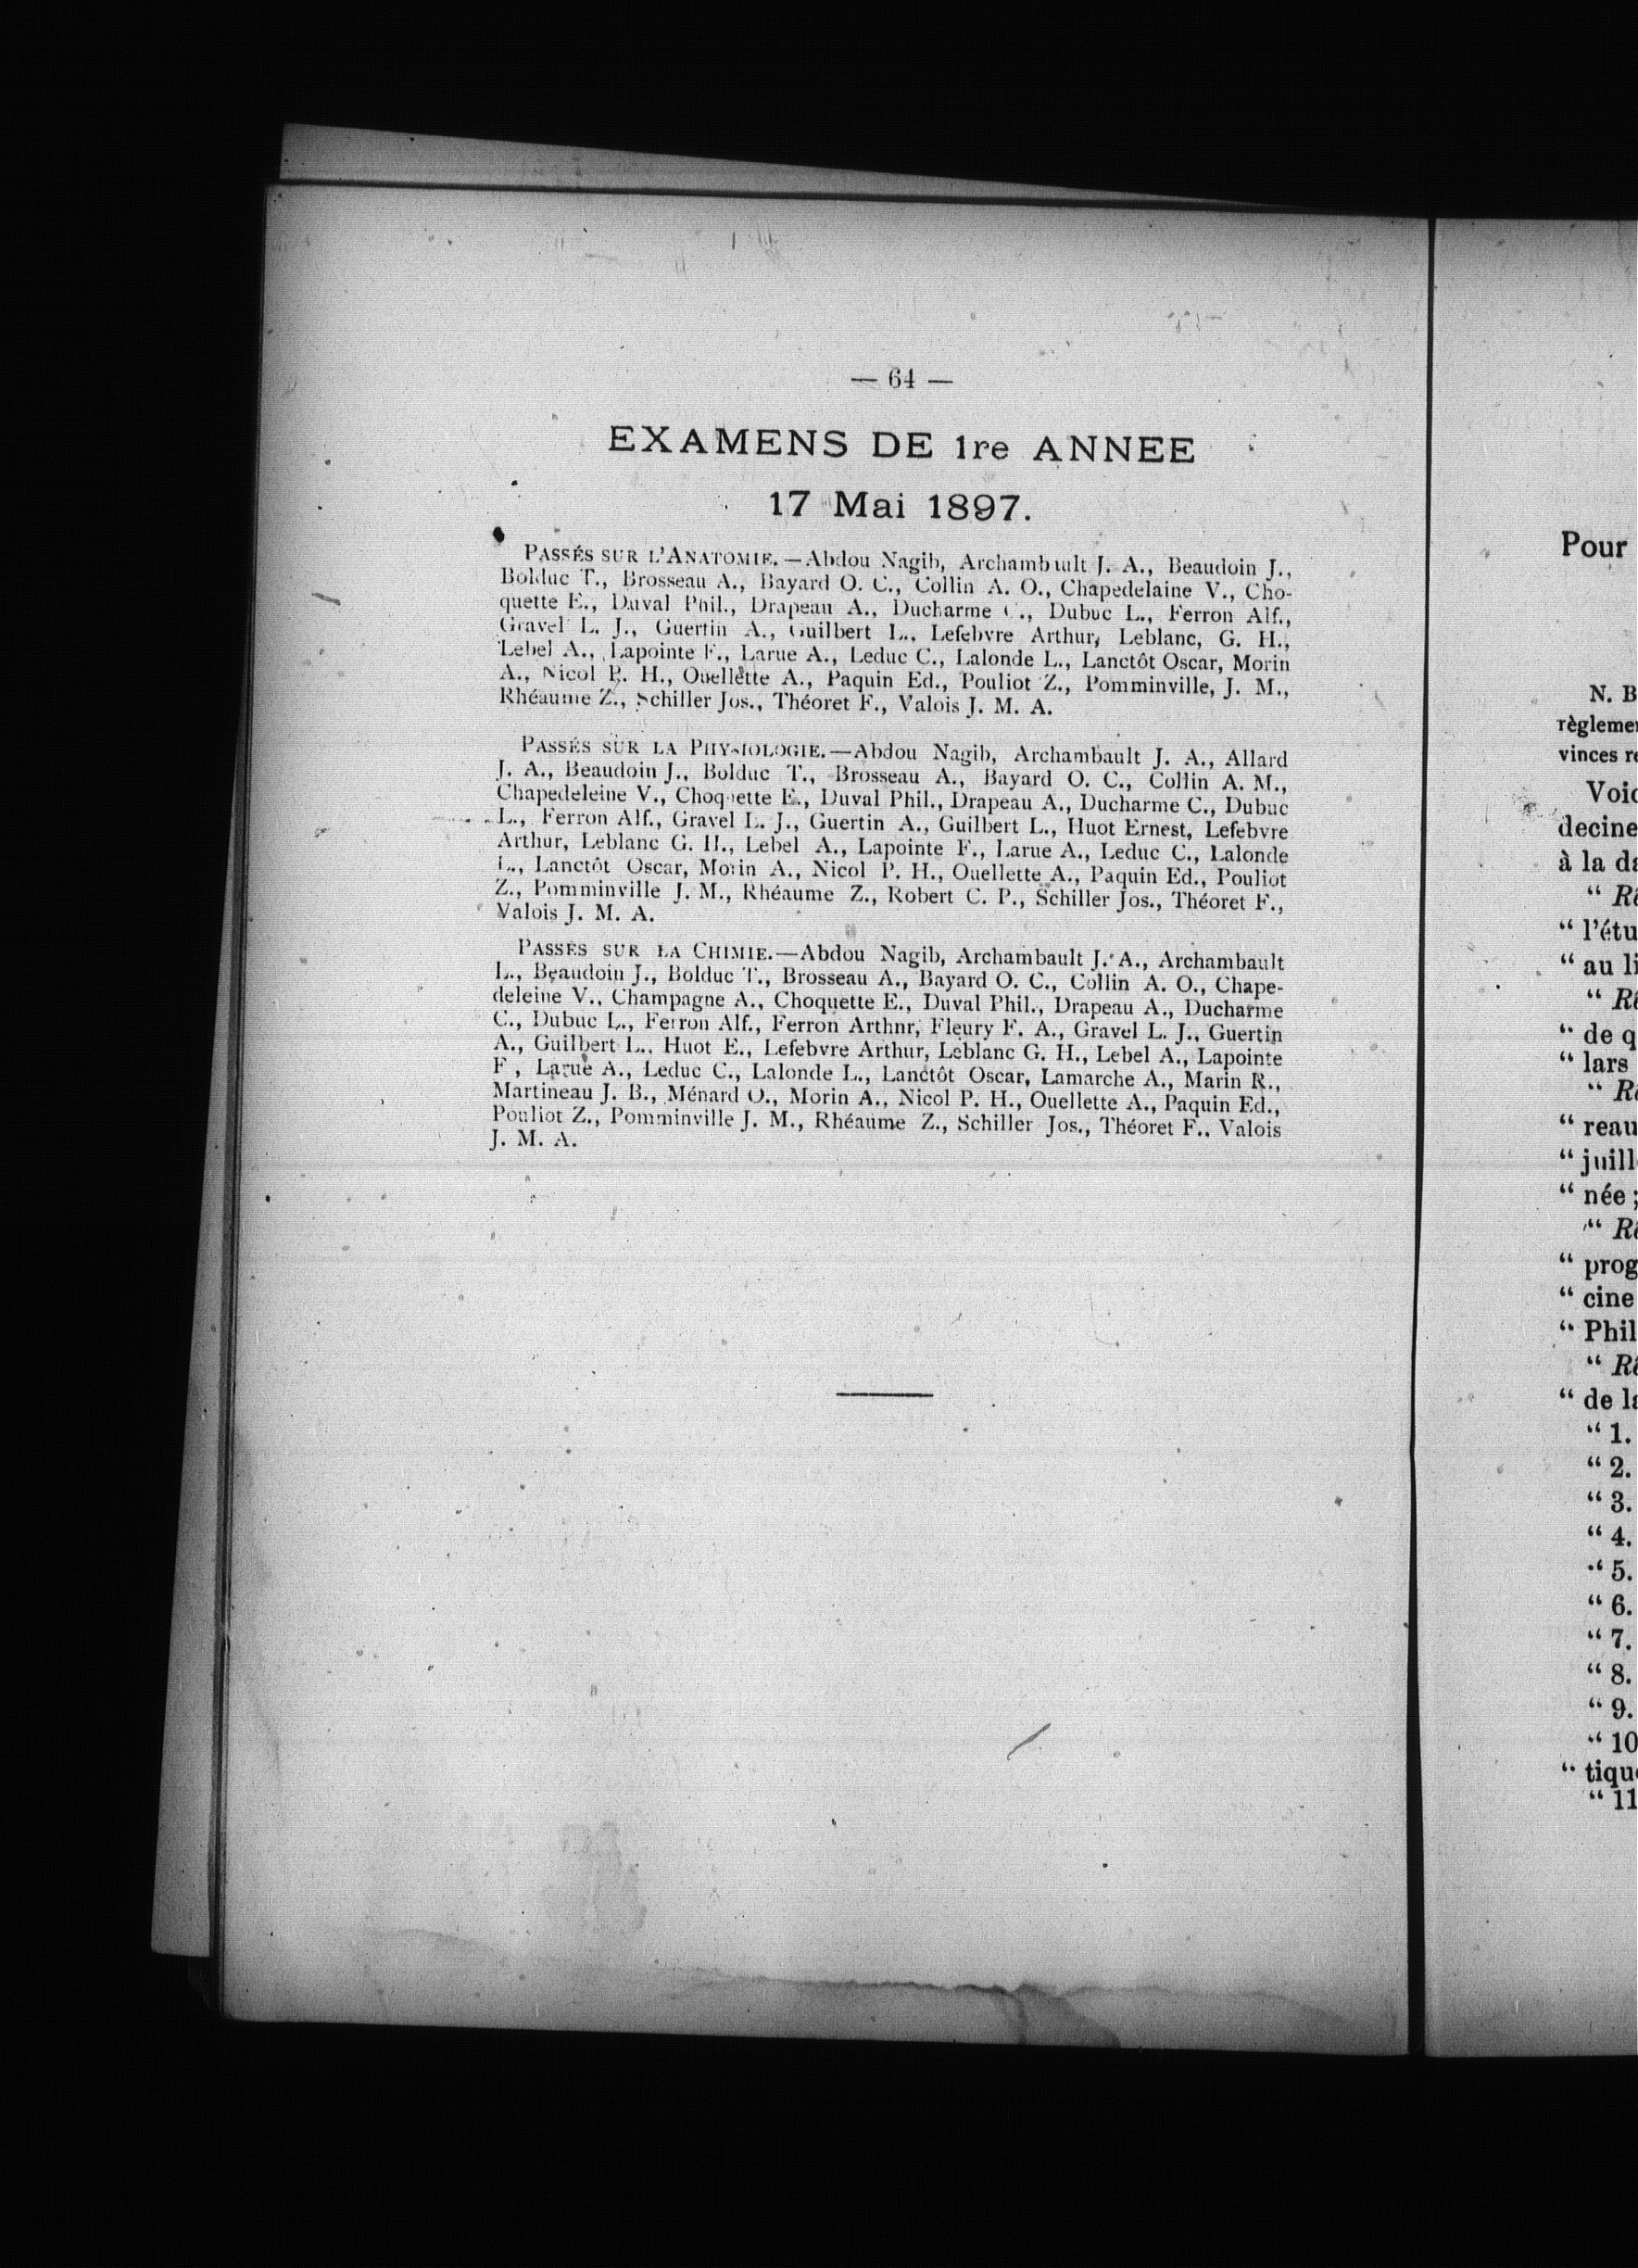 — 64 —
EXAMENS DE 1re ANNEE
17 Mai 1897.
PASSÉS SUR L'ANATOMIE.—Abdou Nagib, Archambault J. A., Beaudoin J.,
Bolduc T., Brosseau A., Bayard O. C., Collin A. O., Chapedelaine V., Cho-
quette E., Duval Phil., Drapeau A., Ducharme C., Dubuc L., Ferron Alf.,
Gravel L. J., Guertin A., Guilbert L., Lefebvre Arthur, Leblanc, G. H.,
Lebel A., Lapointe F., Larue A., Leduc C., Lalonde L., Lanctôt Oscar, Morin
A., Nicol P. H., Ouellette A., Paquin Ed., Pouliot Z., Pomminville, J. M.,
Rhéaume Z., Schiller Jos., Théoret F., Valois J. M. A.
PASSÉS SUR LA PHYSIOLOGIE.—Abdou Nagib, Archambault J. A., Allard
J. A., Beaudoin J., Bolduc T., Brosseau A., Bayard O. C., Collin A. M.,
Chapedeleine V., Choquette E., Duval Phil., Drapeau A., Ducharme C., Dubuc
L., Ferron Alf., Gravel L. J., Guertin A., Guilbert L., Huot Ernest, Lefebvre
Arthur, Leblanc G. H., Lebel A., Lapointe F., Larue A., Leduc C., Lalonde
L., Lanctôt Oscar, Morin A., Nicol P. H., Ouellette A., Paquin Ed., Pouliot
Z., Pomminville J. M., Rhéaume Z., Robert C. P., Schiller Jos., Théoret F.,
Valois J. M. A.
PASSÉS SUR LA CHIMIE.—Abdou Nagib, Archambault J. A., Archambault
L., Beaudoin J., Bolduc T., Brosseau A., Bayard O. C., Collin A. O., Chape-
deleine V., Champagne A., Choquette E., Duval Phil., Drapeau A., Ducharme
C., Dubuc L., Ferron Alf., Ferron Arthnr, Fleury F. A., Gravel L. J., Guertin
A., Guilbert L., Huot E., Lefebvre Arthur, Leblanc G. H., Lebel A., Lapointe
F , Larue A., Leduc C., Lalonde L., Lanctôt Oscar, Lamarche A., Marin R.,
Martineau J. B., Ménard O., Morin A., Nicol P. H., Ouellette A., Paquin Ed.,
Pouliot Z., Pomminville J. M., Rhéaume Z., Schiller Jos., Théoret F., Valois
J. M. A.
Pour
N. B
règlemen
vinces re
Voic
decine
à la da
" Ré
" l'étu
" au li
" Ré
" de q
" lars
" Ré
" reau
" juill
" née ;
" Ré
" prog
" cine
" Phil
" Ré
" de la
" 1.
" 2.
" 3.
" 4.
" 5.
" 6.
" 7.
" 8.
" 9.
" 10
" tique
" 11